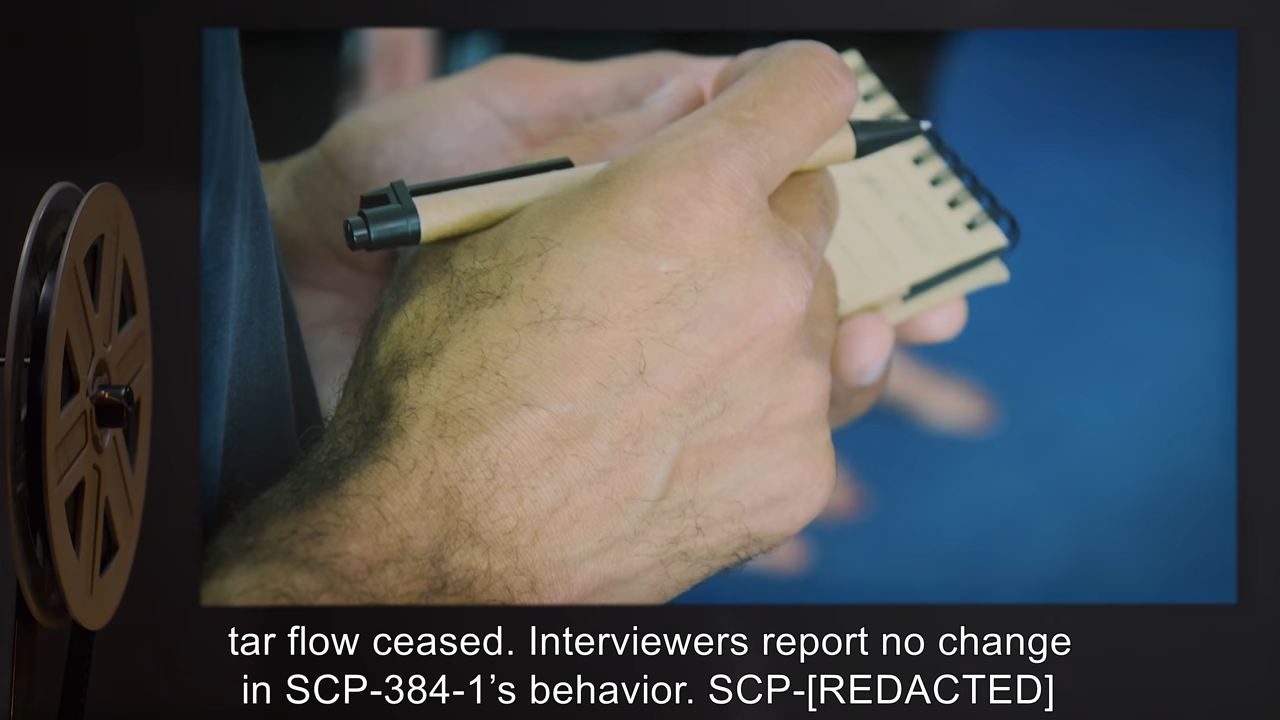 tar flow ceased. Interviewers report no change
in SCP-384-1’s behavior. SCP-[REDACTED]